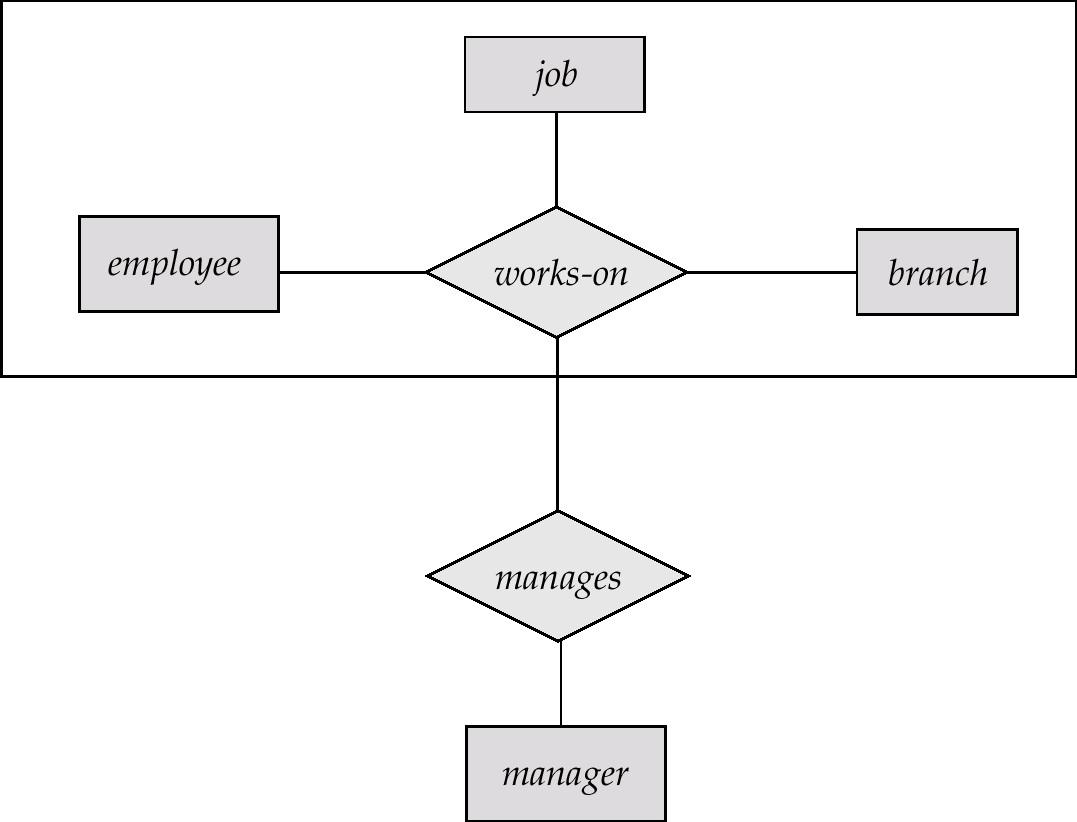 job
employee
works-on
branch
manages
manager